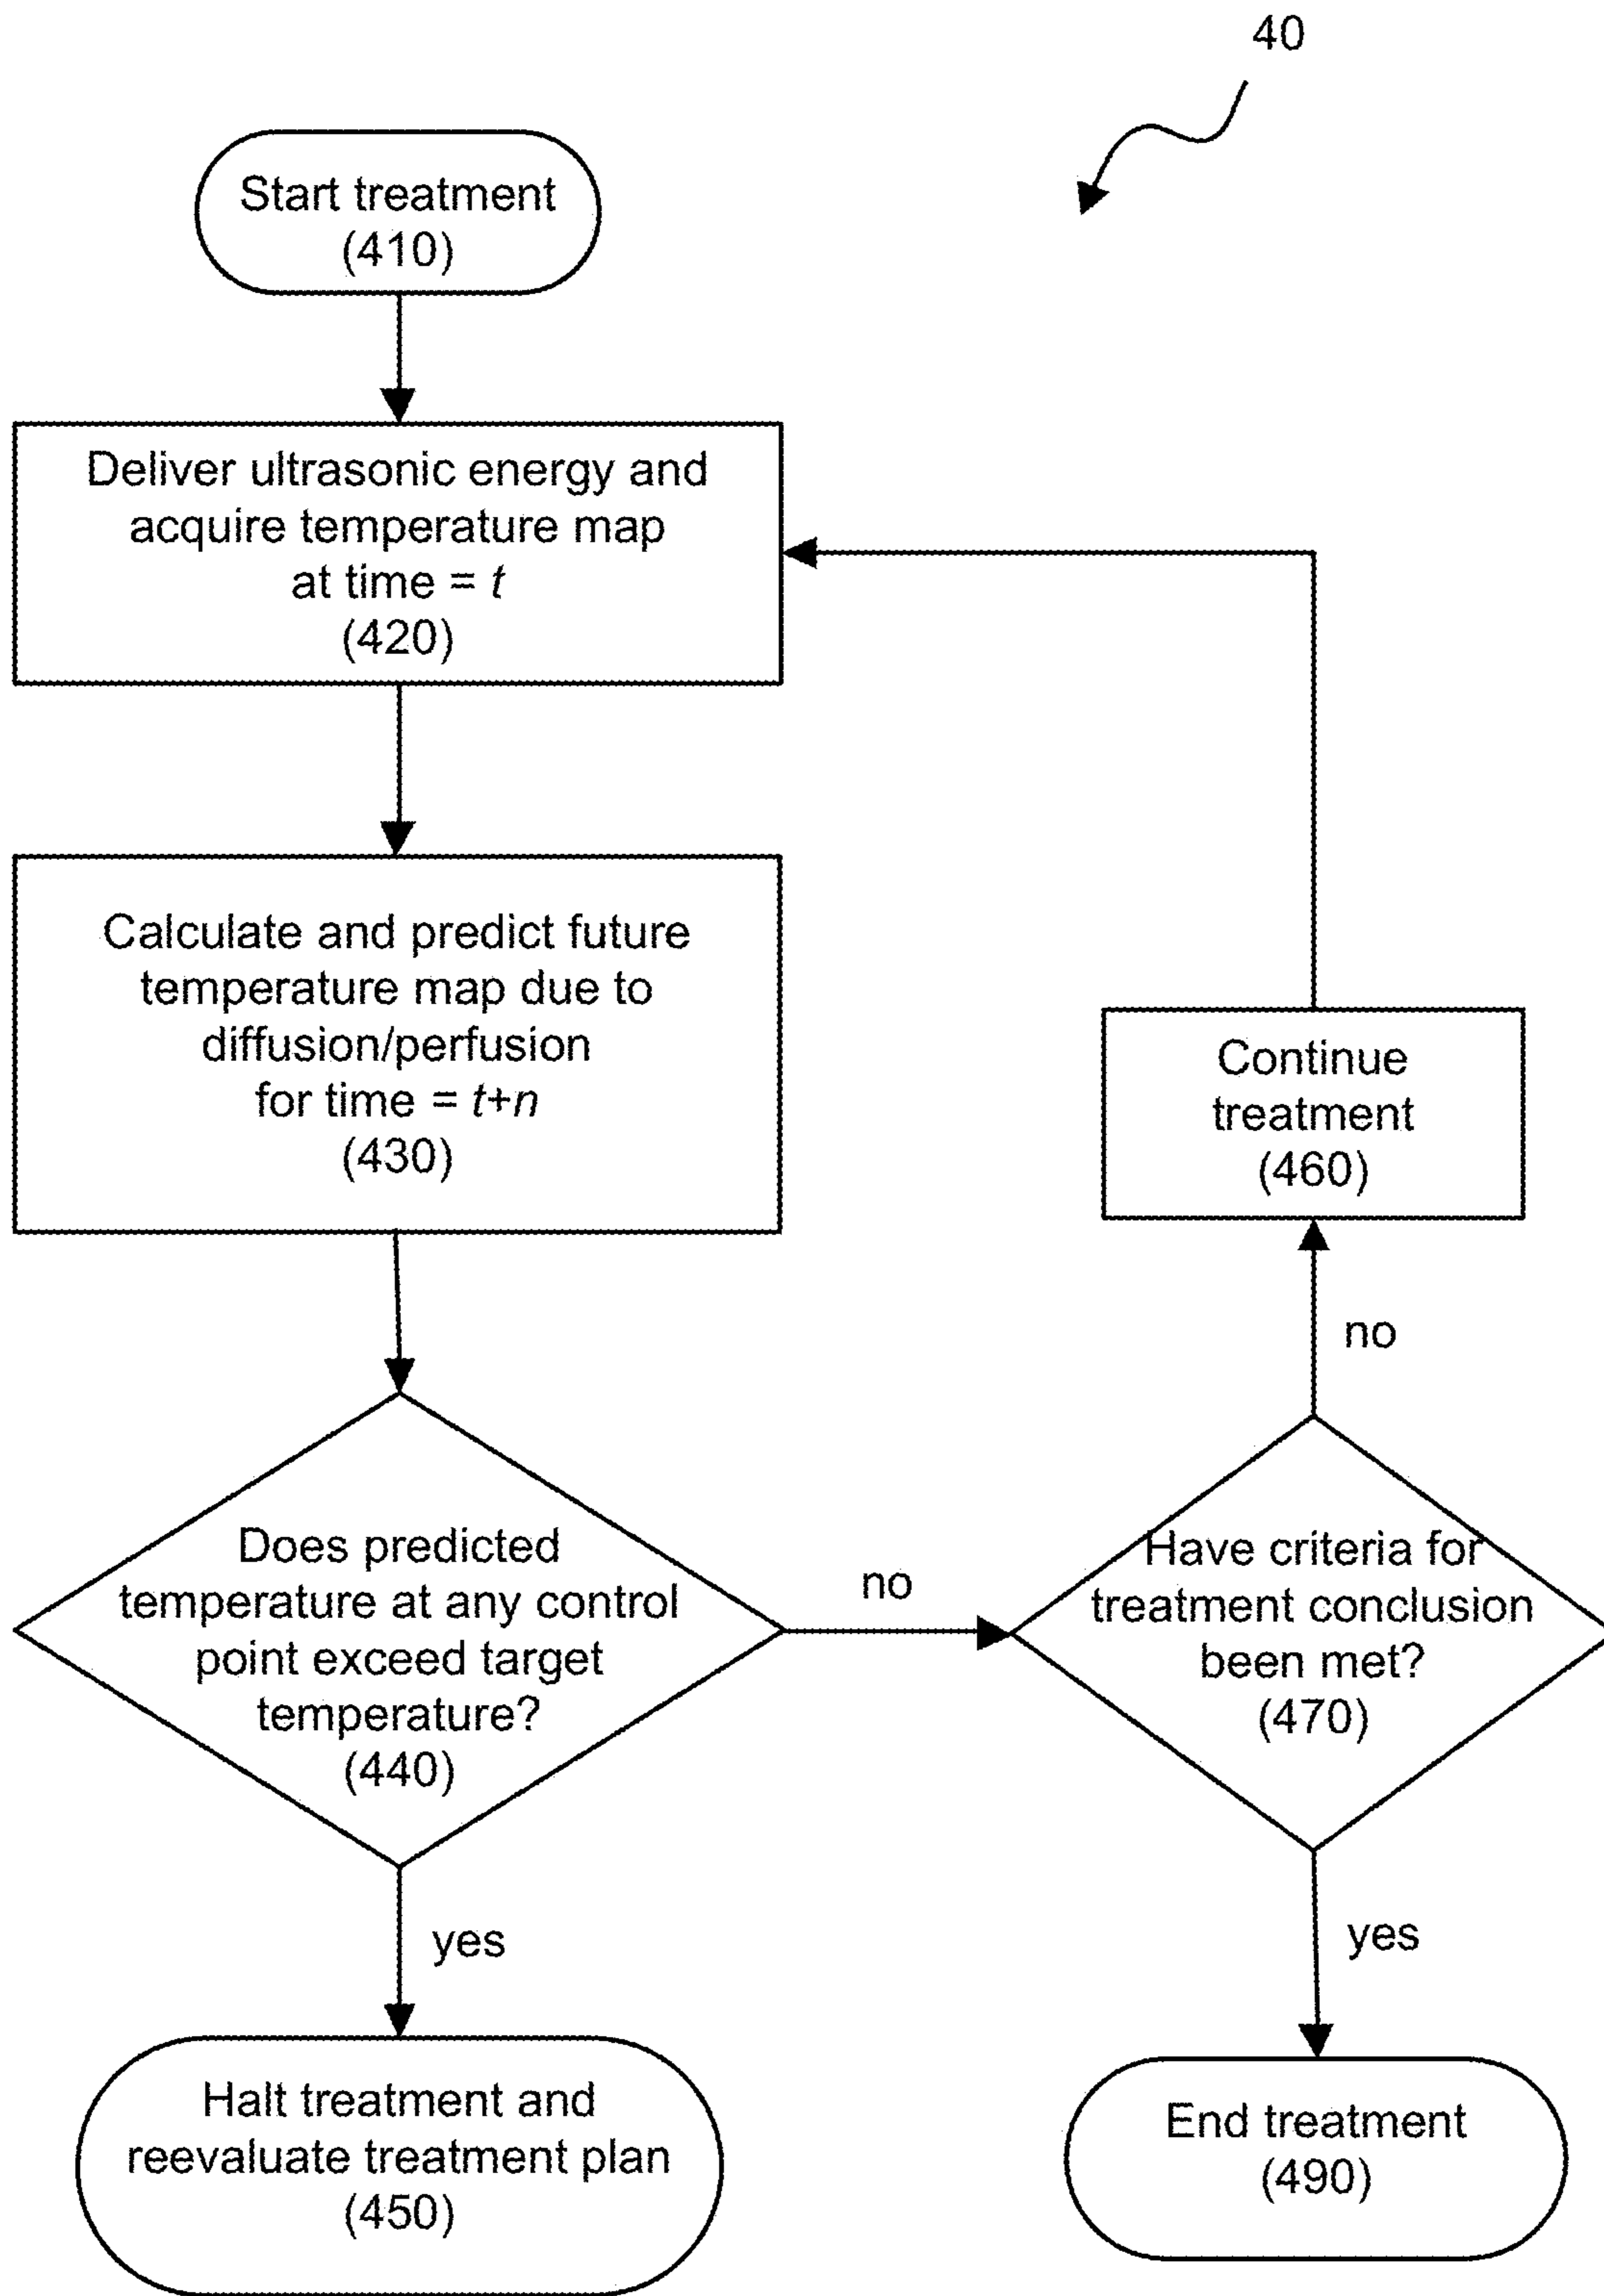 40
Start treatment
(410)
Deliver ultrasonic energy and
acquire temperature map
at time = t
(420)
Calculate and predict future
temperature map due to
diffusion/perfusion
for time = t+n
(430)
Continue
treatment
(460)
no
Does predicted
temperature at any control
point exceed target
temperature?
(440)
no
Have criteria for
treatment conclusion
been met?
(470)
yes
yes
Halt treatment and
reevaluate treatment plan
(450)
End treatment
(490)